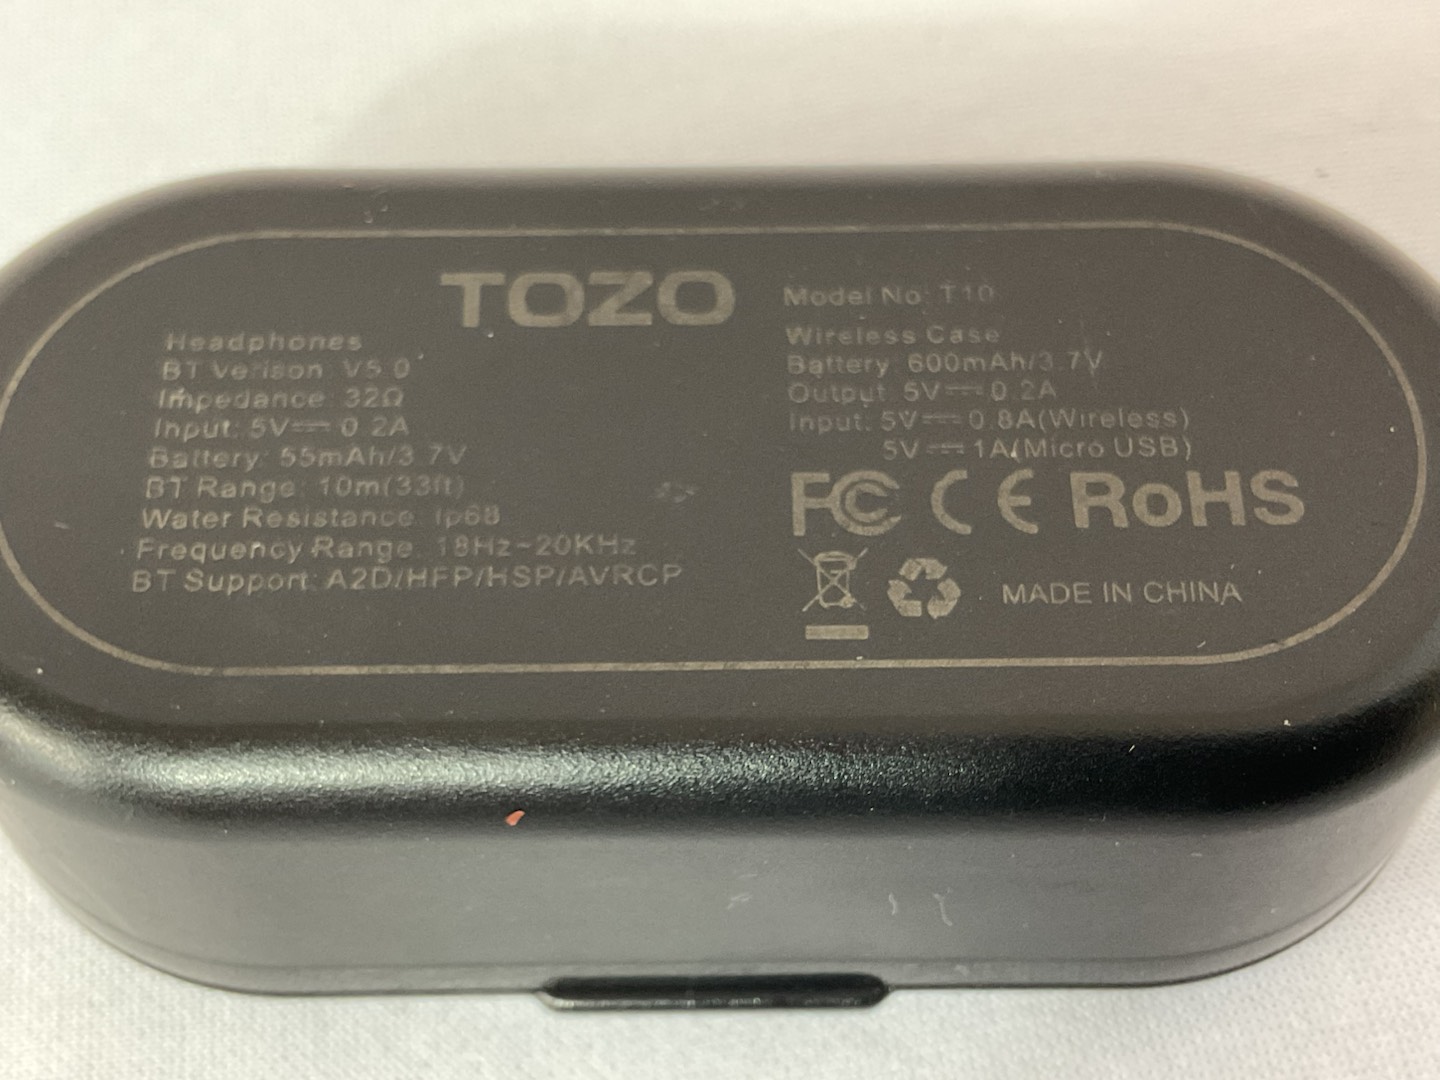 TOZO
Headphones
BT Verison V5.0
Impedance: 32Ω
Input: 5V⎓0.2A
Battery: 55mAh/3.7V
BT Range: 10m(33ft)
Water Resistance: Ip68
Frequency Range: 18Hz~20KHz
BT Support: A2D/HFP/HSP/AVRCP
Model No: T10
Wireless Case
Battery: 600mAh/3.7V
Output: 5V⎓0.2A
Input: 5V⎓0.8A(Wireless)
5V⎓1A(Micro USB)
FC CE RoHS
MADE IN CHINA